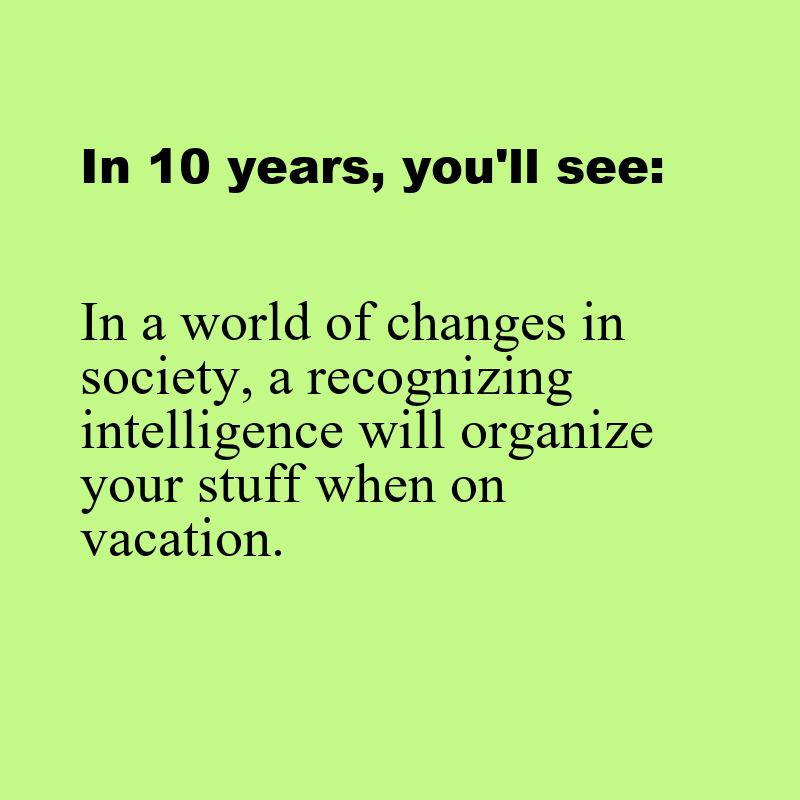 In 10 years, you'll see:
In a world of changes in
society, a recognizing
intelligence will organize
your stuff when on
vacation.